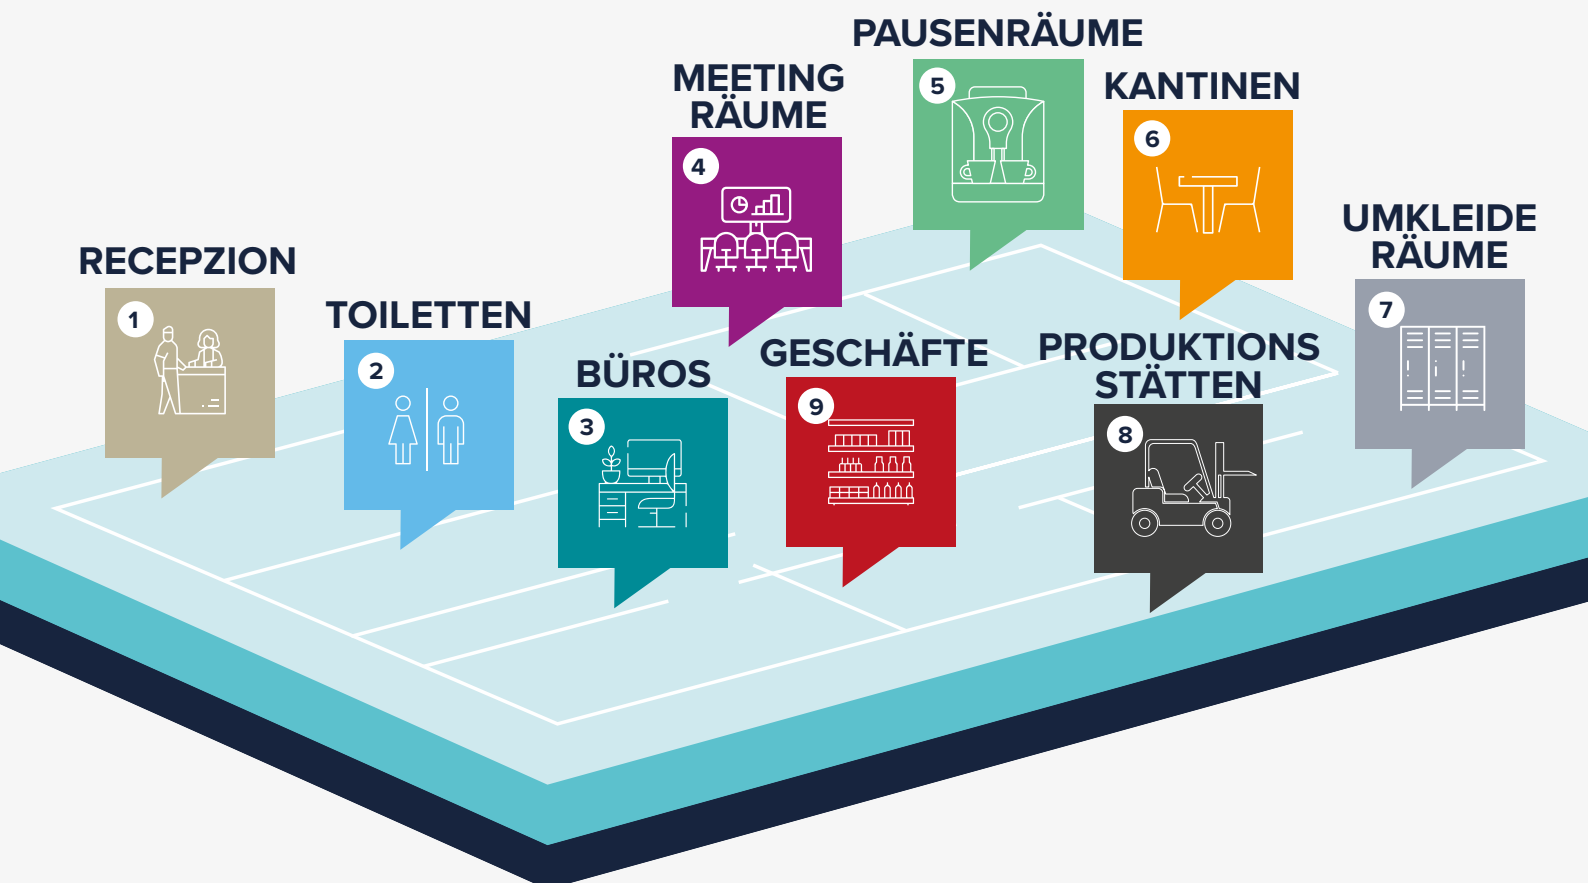 RECEPZION
1
TOILETTEN
2
BÜROS
3
MEETING
RÄUME
4
PAUSENRÄUME
5
KANTINEN
6
UMKLEIDE
RÄUME
7
PRODUKTIONS
STÄTTEN
8
GESCHÄFTE
9